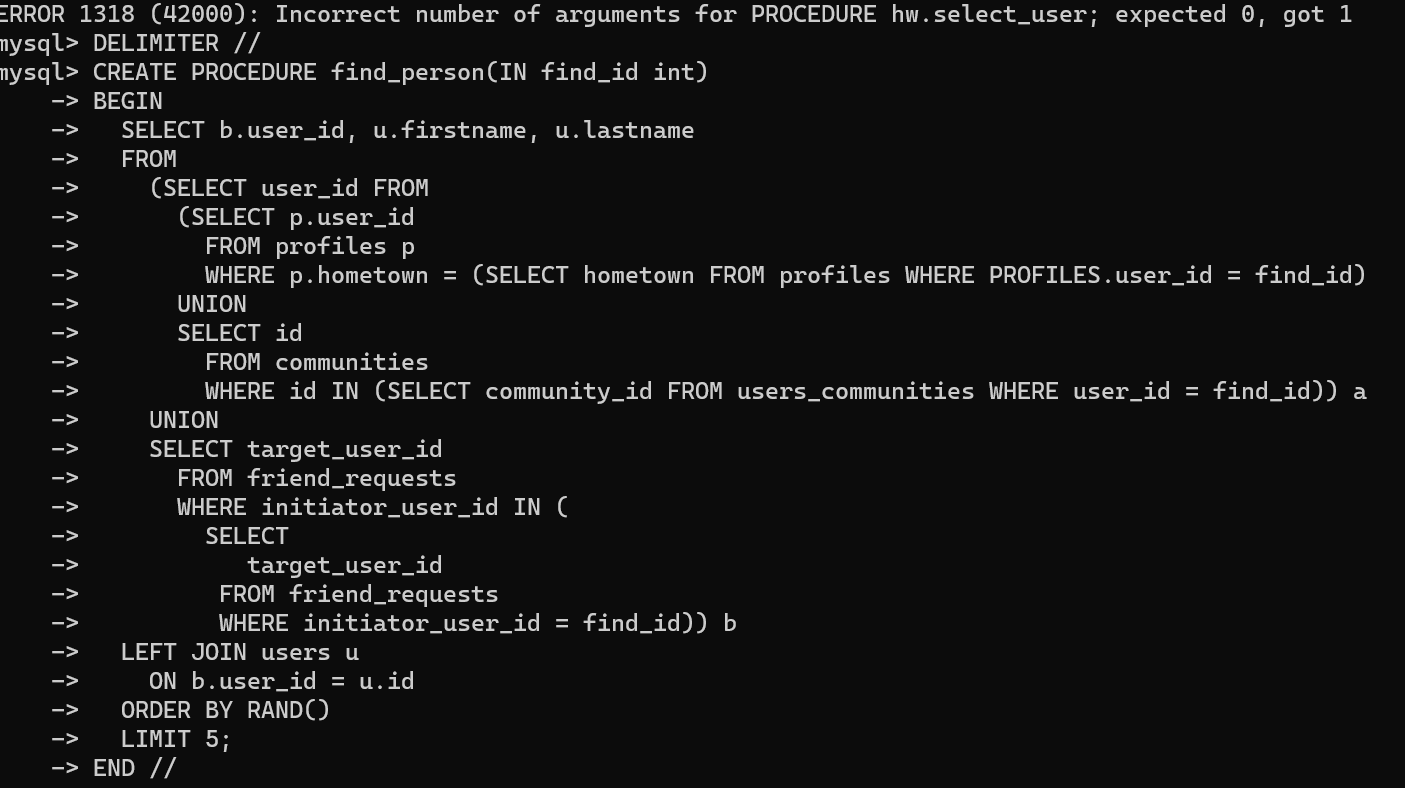 ERROR 1318 (42000): Incorrect number of arguments for PROCEDURE hw.select_user; expected 0, got 1
mysql> DELIMITER //
mysql> CREATE PROCEDURE find_person(IN find_id int)
    -> BEGIN
    ->   SELECT b.user_id, u.firstname, u.lastname
    ->   FROM
    ->     (SELECT user_id FROM
    ->       (SELECT p.user_id
    ->         FROM profiles p
    ->         WHERE p.hometown = (SELECT hometown FROM profiles WHERE PROFILES.user_id = find_id)
    ->       UNION
    ->       SELECT id
    ->         FROM communities
    ->         WHERE id IN (SELECT community_id FROM users_communities WHERE user_id = find_id)) a
    ->     UNION
    ->     SELECT target_user_id
    ->       FROM friend_requests
    ->       WHERE initiator_user_id IN (
    ->         SELECT
    ->            target_user_id
    ->          FROM friend_requests
    ->          WHERE initiator_user_id = find_id)) b
    ->   LEFT JOIN users u
    ->     ON b.user_id = u.id
    ->   ORDER BY RAND()
    ->   LIMIT 5;
    -> END //